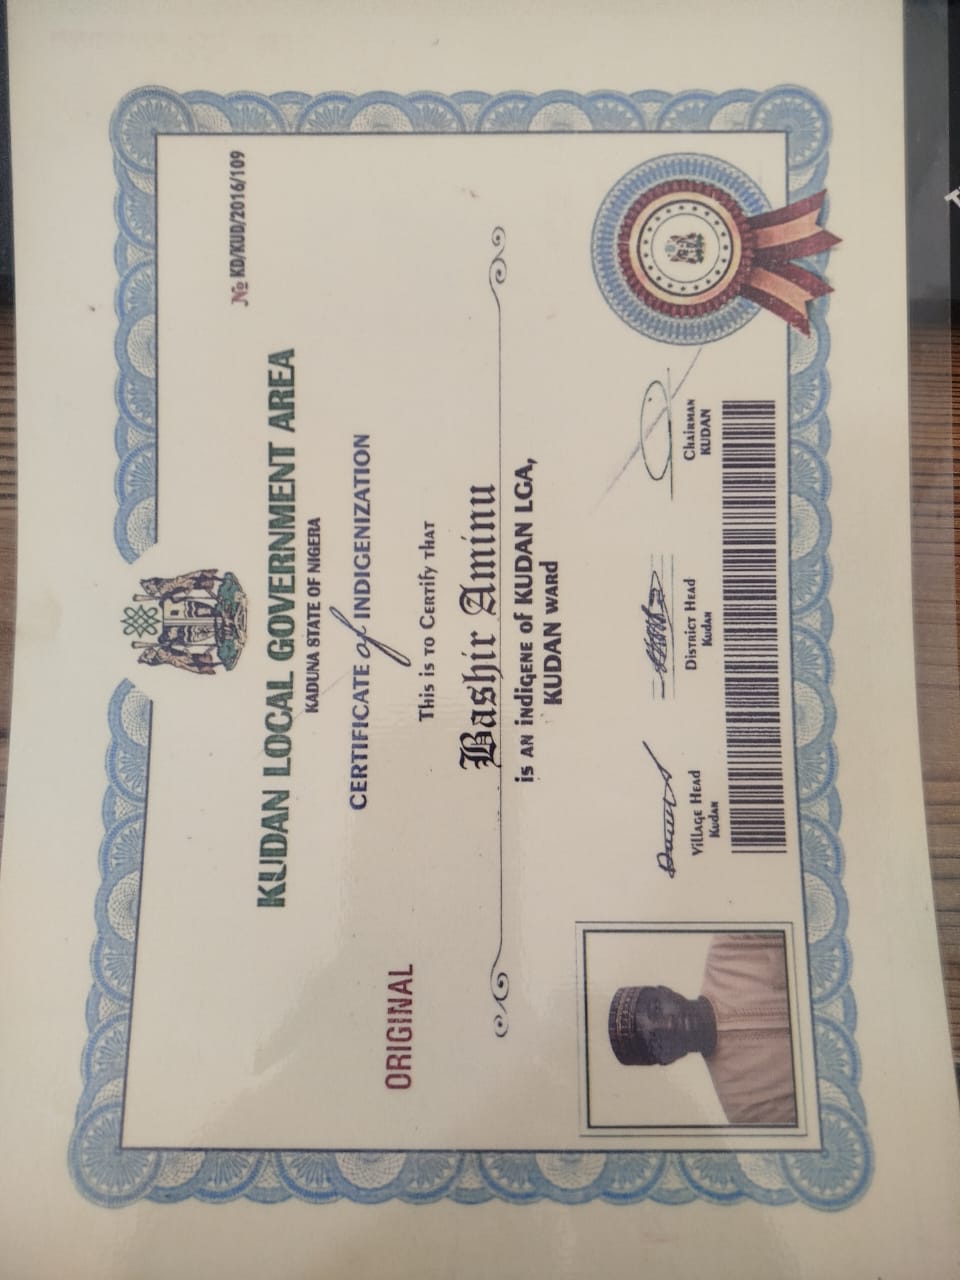 № KD/KUD/2016/109
KUDAN LOCAL GOVERNMENT AREA
KADUNA STATE OF NIGERA
CERTIFICATE of INDIGENIZATION
ORIGINAL
This is to Certify that
Bashir Aminu
is an indigene of KUDAN LGA,
KUDAN WARD
Village Head
Kudan
District Head
Kudan
Chairman
KUDAN